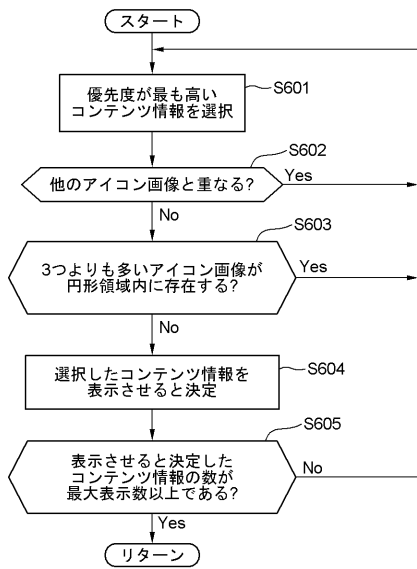 スタート
S601
優先度が最も高い
コンテンツ情報を選択
S602
他のアイコン画像と重なる?
Yes
No
S603
3つよりも多いアイコン画像が
円形領域内に存在する?
Yes
No
S604
選択したコンテンツ情報を
表示させると決定
S605
表示させると決定した
コンテンツ情報の数が
最大表示数以上である?
No
Yes
リターン